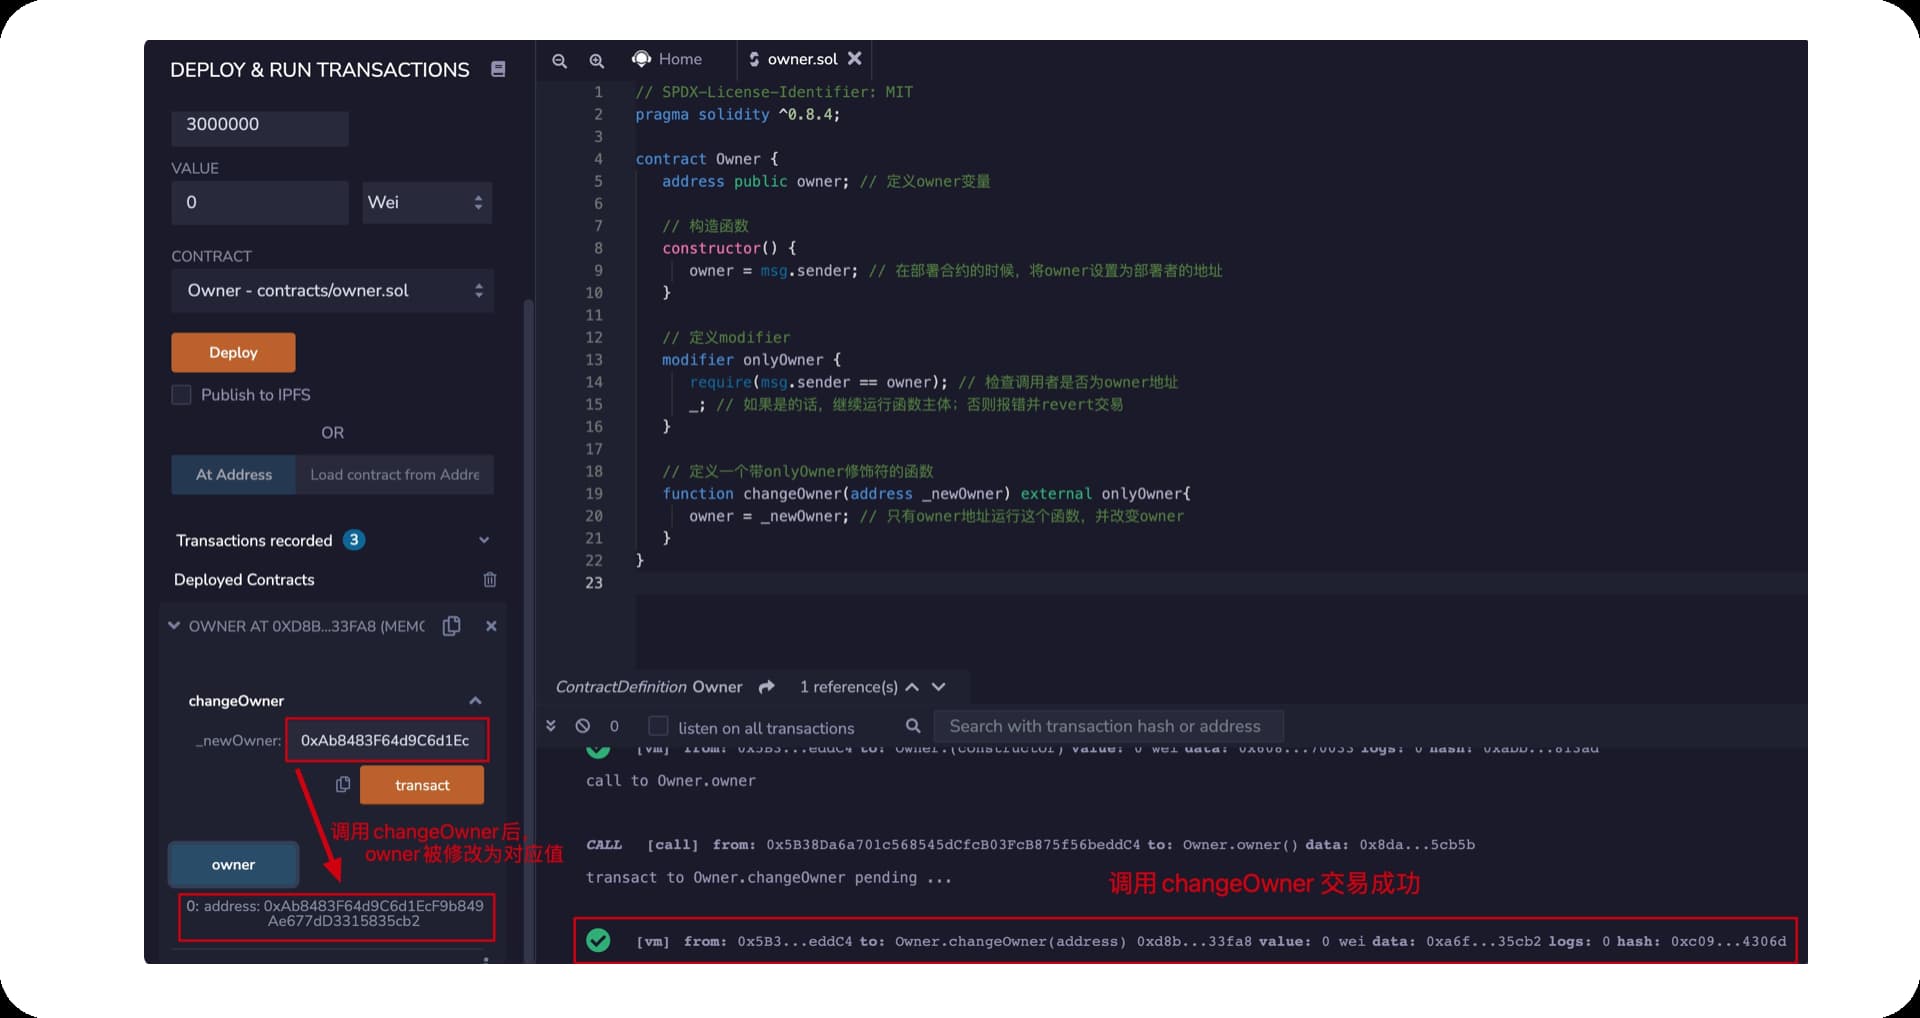 DEPLOY & RUN TRANSACTIONS
3000000
VALUE
0
Wei
CONTRACT
Owner - contracts/owner.sol
Deploy
Publish to IPFS
OR
At Address
Load contract from Addre
Transactions recorded 3
Deployed Contracts
OWNER AT 0XD8B...33FA8 (MEMO
changeOwner
_newOwner:
0xAb8483F64d9C6d1Ec
transact
调用changeOwner后，
owner被修改为对应值
owner
0: address: 0xAb8483F64d9C6d1EcF9b849
Ae677dD3315835cb2
Home
owner.sol
1 // SPDX-License-Identifier: MIT
2 pragma solidity ^0.8.4;
3
4 contract Owner {
5 address public owner; // 定义owner变量
6
7 // 构造函数
8 constructor() {
9 owner = msg.sender; // 在部署合约的时候，将owner设置为部署者的地址
10 }
11
12 // 定义modifier
13 modifier onlyOwner {
14 require(msg.sender == owner); // 检查调用者是否为owner地址
15 _; // 如果是的话，继续运行函数主体；否则报错并revert交易
16 }
17
18 // 定义一个带onlyOwner修饰符的函数
19 function changeOwner(address _newOwner) external onlyOwner{
20 owner = _newOwner; // 只有owner地址运行这个函数，并改变owner
21 }
22 }
23
ContractDefinition Owner
1 reference(s)
0
listen on all transactions
Search with transaction hash or address
[vm] from: 0x5B3...eddC4 to: Owner.(constructor) value: 0 wei data: 0x608...70033 logs: 0 hash: 0xabb...813ad
call to Owner.owner
CALL [call] from: 0x5B38Da6a701c568545dCfcB03FcB875f56beddC4 to: Owner.owner() data: 0x8da...5cb5b
transact to Owner.changeOwner pending ...
调用 changeOwner 交易成功
[vm] from: 0x5B3...eddC4 to: Owner.changeOwner(address) 0xd8b...33fa8 value: 0 wei data: 0xa6f...35cb2 logs: 0 hash: 0xc09...4306d